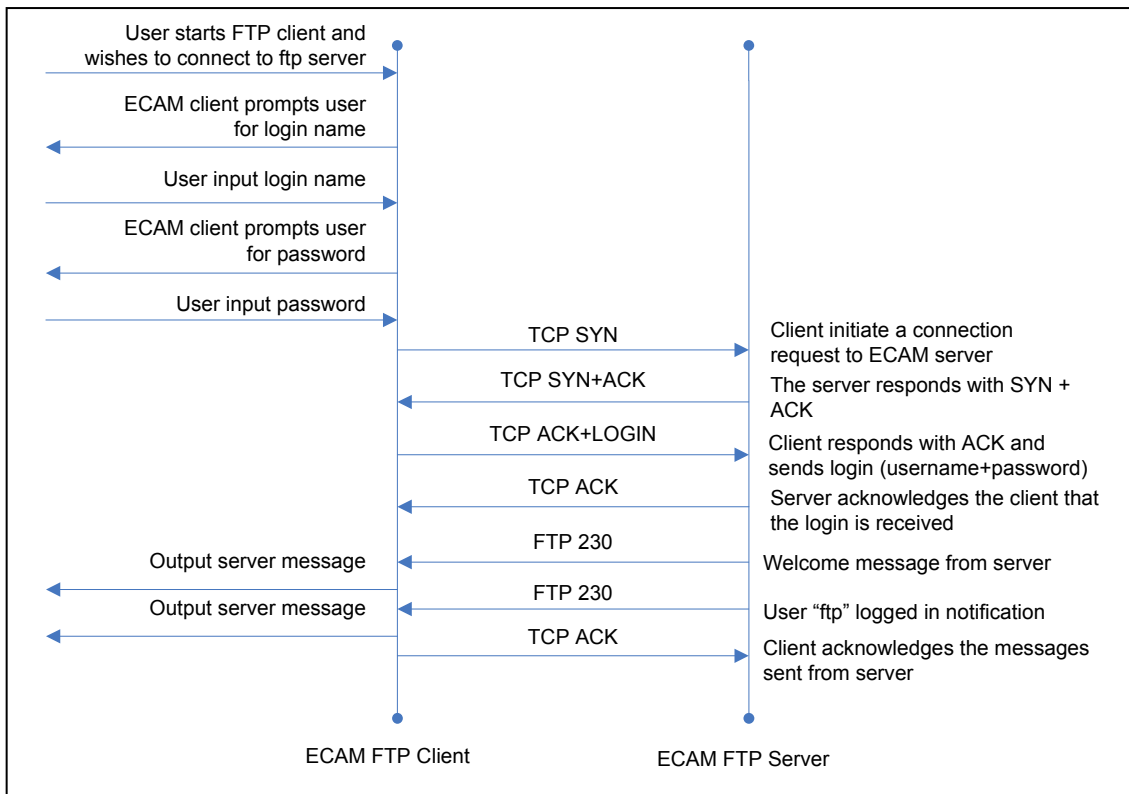 User starts FTP client and
wishes to connect to ftp server
ECAM client prompts user
for login name
User input login name
ECAM client prompts user
for password
User input password
TCP SYN
Client initiate a connection
request to ECAM server
TCP SYN+ACK
The server responds with SYN +
ACK
TCP ACK+LOGIN
Client responds with ACK and
sends login (username+password)
TCP ACK
Server acknowledges the client that
the login is received
FTP 230
Welcome message from server
Output server message
FTP 230
User “ftp” logged in notification
Output server message
TCP ACK
Client acknowledges the messages
sent from server
ECAM FTP Client
ECAM FTP Server